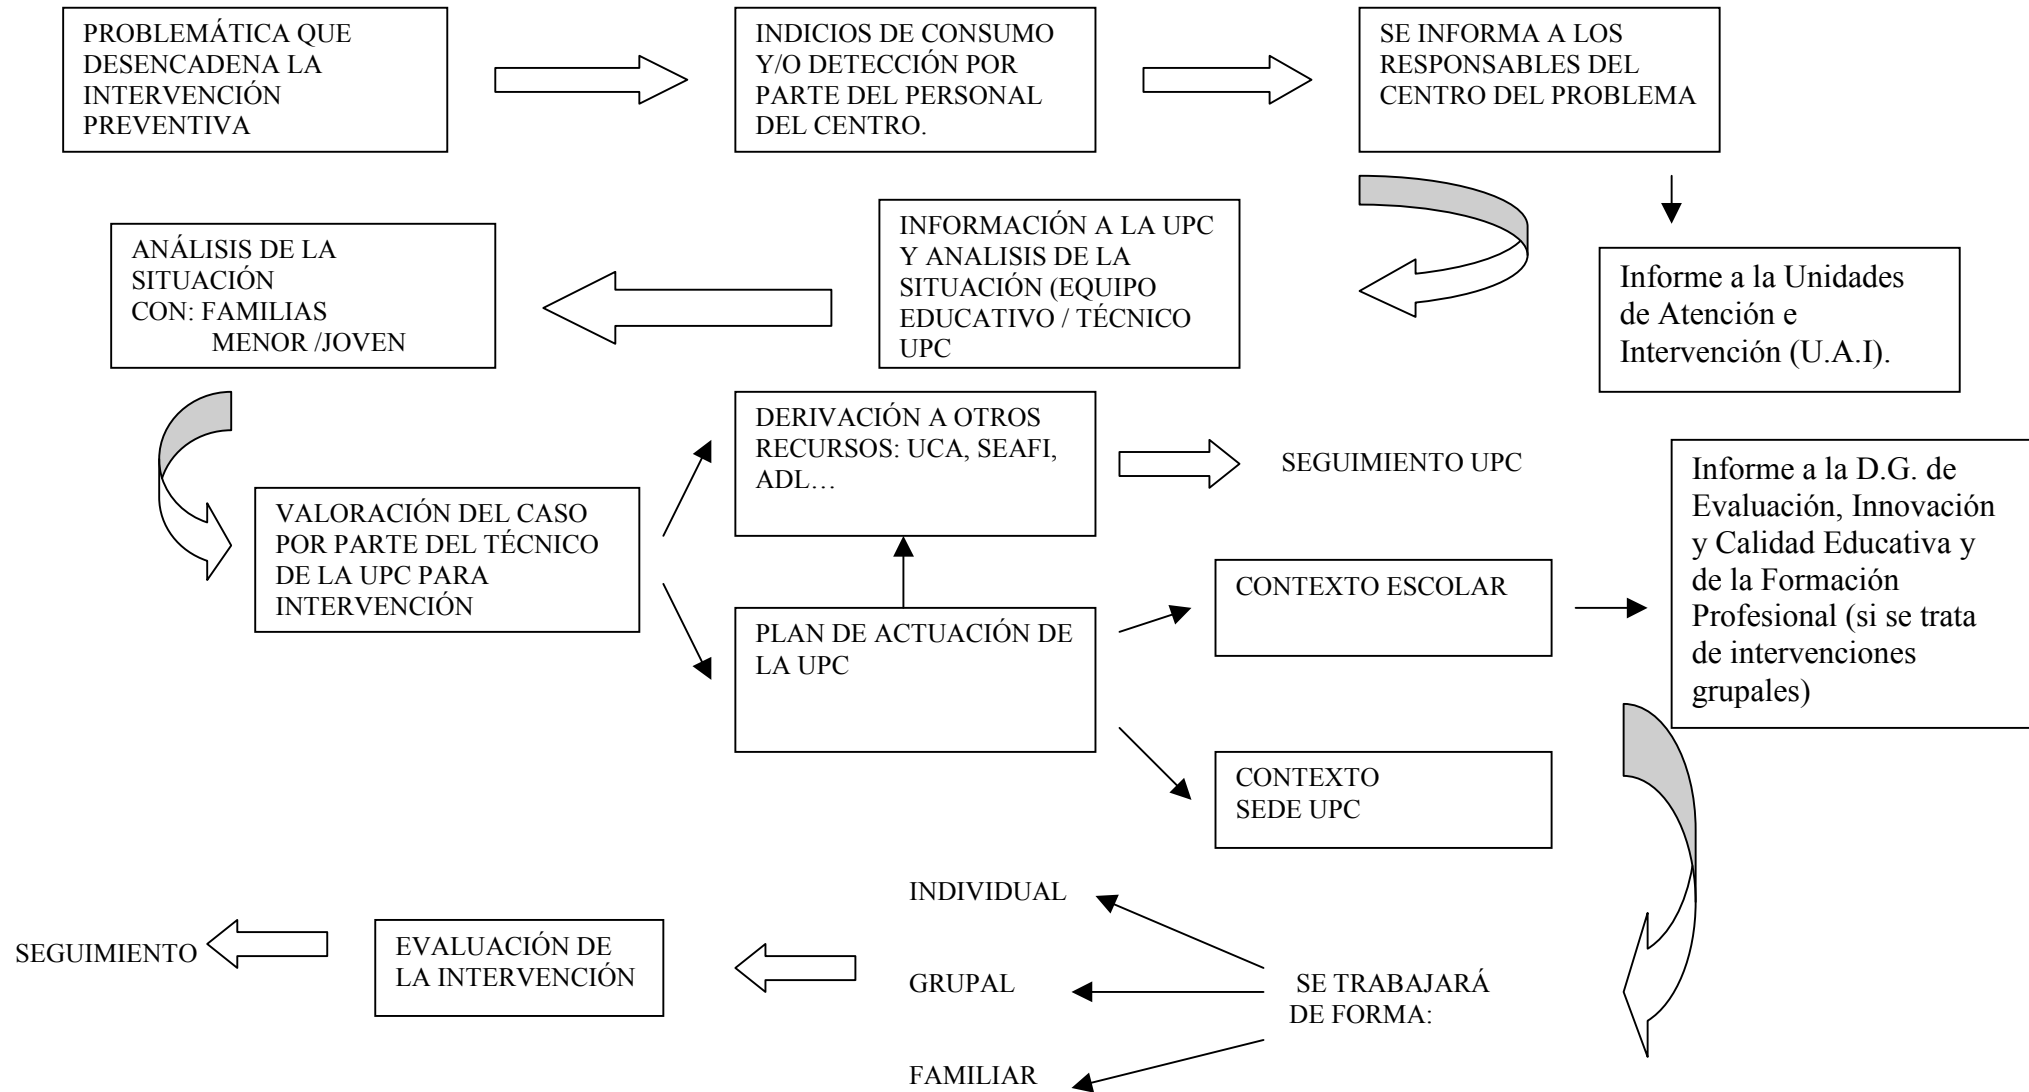 PROBLEMÁTICA QUE
DESENCADENA LA
INTERVENCIÓN
PREVENTIVA
INDICIOS DE CONSUMO
Y/O DETECCIÓN POR
PARTE DEL PERSONAL
DEL CENTRO.
SE INFORMA A LOS
RESPONSABLES DEL
CENTRO DEL PROBLEMA
Informe a la Unidades
de Atención e
Intervención (U.A.I).
INFORMACIÓN A LA UPC
Y ANALISIS DE LA
SITUACIÓN (EQUIPO
EDUCATIVO / TÉCNICO
UPC
ANÁLISIS DE LA
SITUACIÓN
CON: FAMILIAS
MENOR /JOVEN
VALORACIÓN DEL CASO
POR PARTE DEL TÉCNICO
DE LA UPC PARA
INTERVENCIÓN
DERIVACIÓN A OTROS
RECURSOS: UCA, SEAFI,
ADL…
SEGUIMIENTO UPC
PLAN DE ACTUACIÓN DE
LA UPC
CONTEXTO ESCOLAR
Informe a la D.G. de
Evaluación, Innovación
y Calidad Educativa y
de la Formación
Profesional (si se trata
de intervenciones
grupales)
CONTEXTO
SEDE UPC
SE TRABAJARÁ
DE FORMA:
INDIVIDUAL
GRUPAL
FAMILIAR
EVALUACIÓN DE
LA INTERVENCIÓN
SEGUIMIENTO